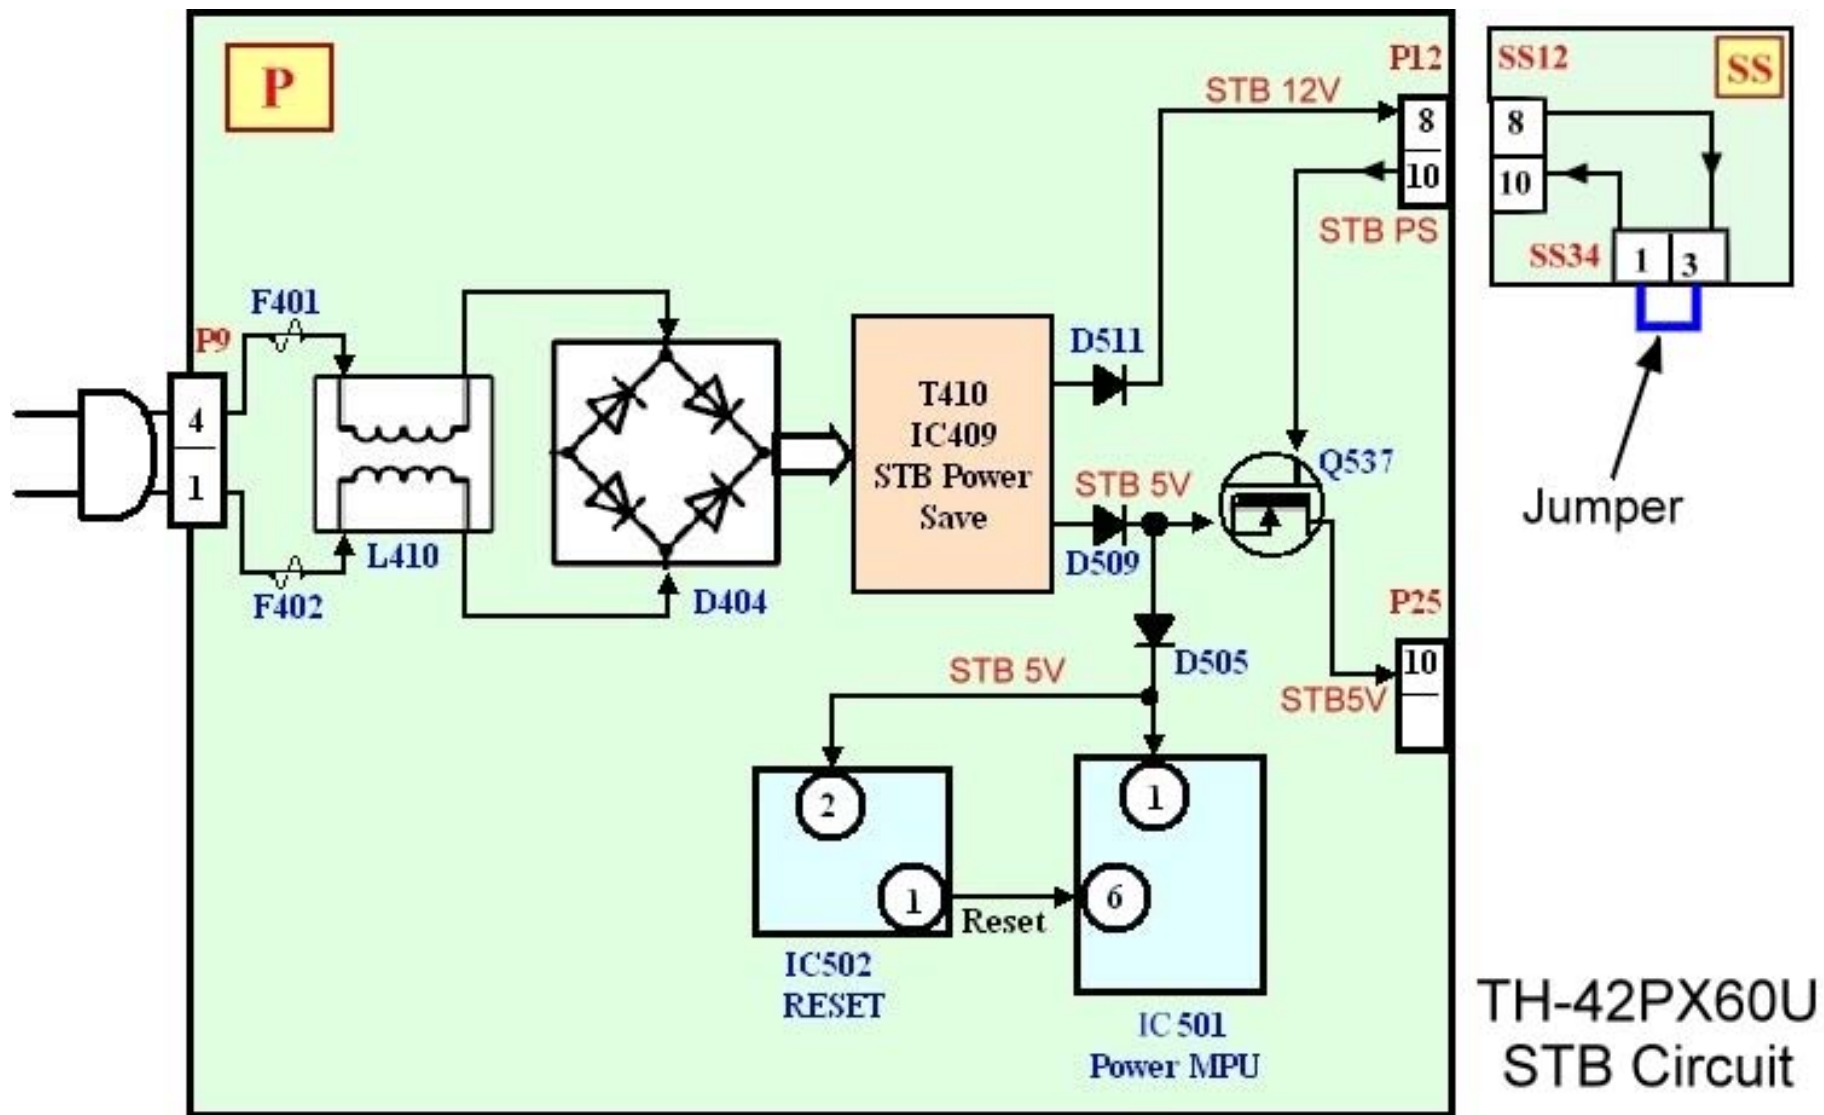 P
P12
SS12
SS
STB 12V
8
10
STB PS
8
10
SS34
1
3
Jumper
F401
P9
4
1
F402
L410
D404
T410
IC409
STB Power
Save
D511
STB 5V
D509
Q537
P25
10
STB5V
D505
STB 5V
2
1
Reset
1
6
IC502
RESET
IC 501
Power MPU
TH-42PX60U
STB Circuit